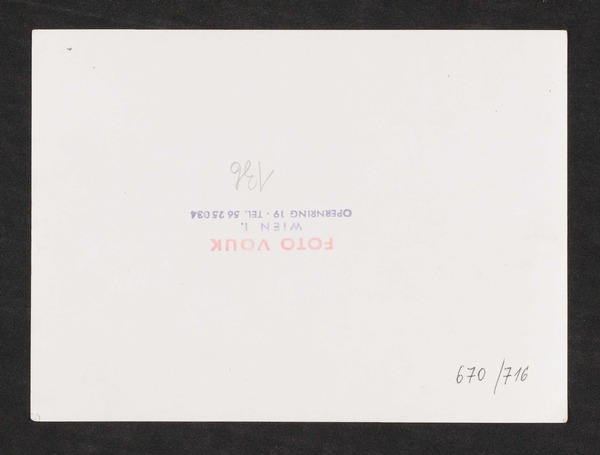 FOTO VOUK
WIEN I.
OPERNRING 19 · TEL. 56 25 034
136
670/716